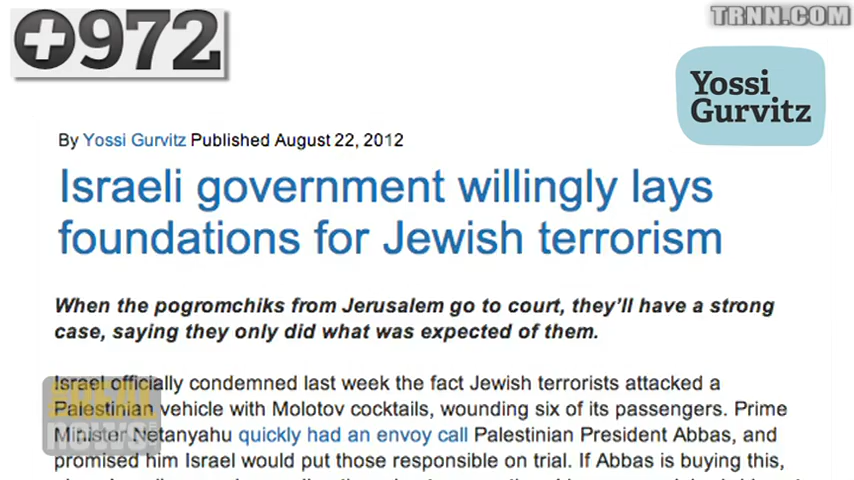 TRNN.COM
+972
Yossi
Gurvitz
By Yossi Gurvitz Published August 22, 2012
Israeli government willingly lays
foundations for Jewish terrorism
When the pogromchiks from Jerusalem go to court, they'll have a strong
case, saying they only did what was expected of them.
Israel officially condemned last week the fact Jewish terrorists attacked a
Palestinian vehicle with Molotov cocktails, wounding six of its passengers. Prime
Minister Netanyahu quickly had an envoy call Palestinian President Abbas, and
promised him Israel would put those responsible on trial. If Abbas is buying this,
THE REAL
NEWS